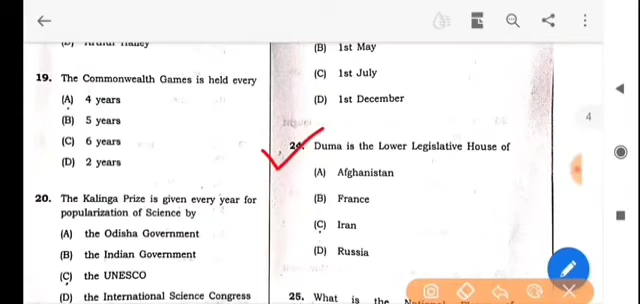 19. The Commonwealth Games is held every
(A) 4 years
(B) 5 years
(C) 6 years
(D) 2 years
20. The Kalinga Prize is given every year for
popularization of Science by
(A) the Odisha Government
(B) the Indian Government
(C) the UNESCO
(D) the International Science Congress
(B) 1st May
(C) 1st July
(D) 1st December
24. Duma is the Lower Legislative House of
(A) Afghanistan
(B) France
(C) Iran
(D) Russia
25. What is the
4